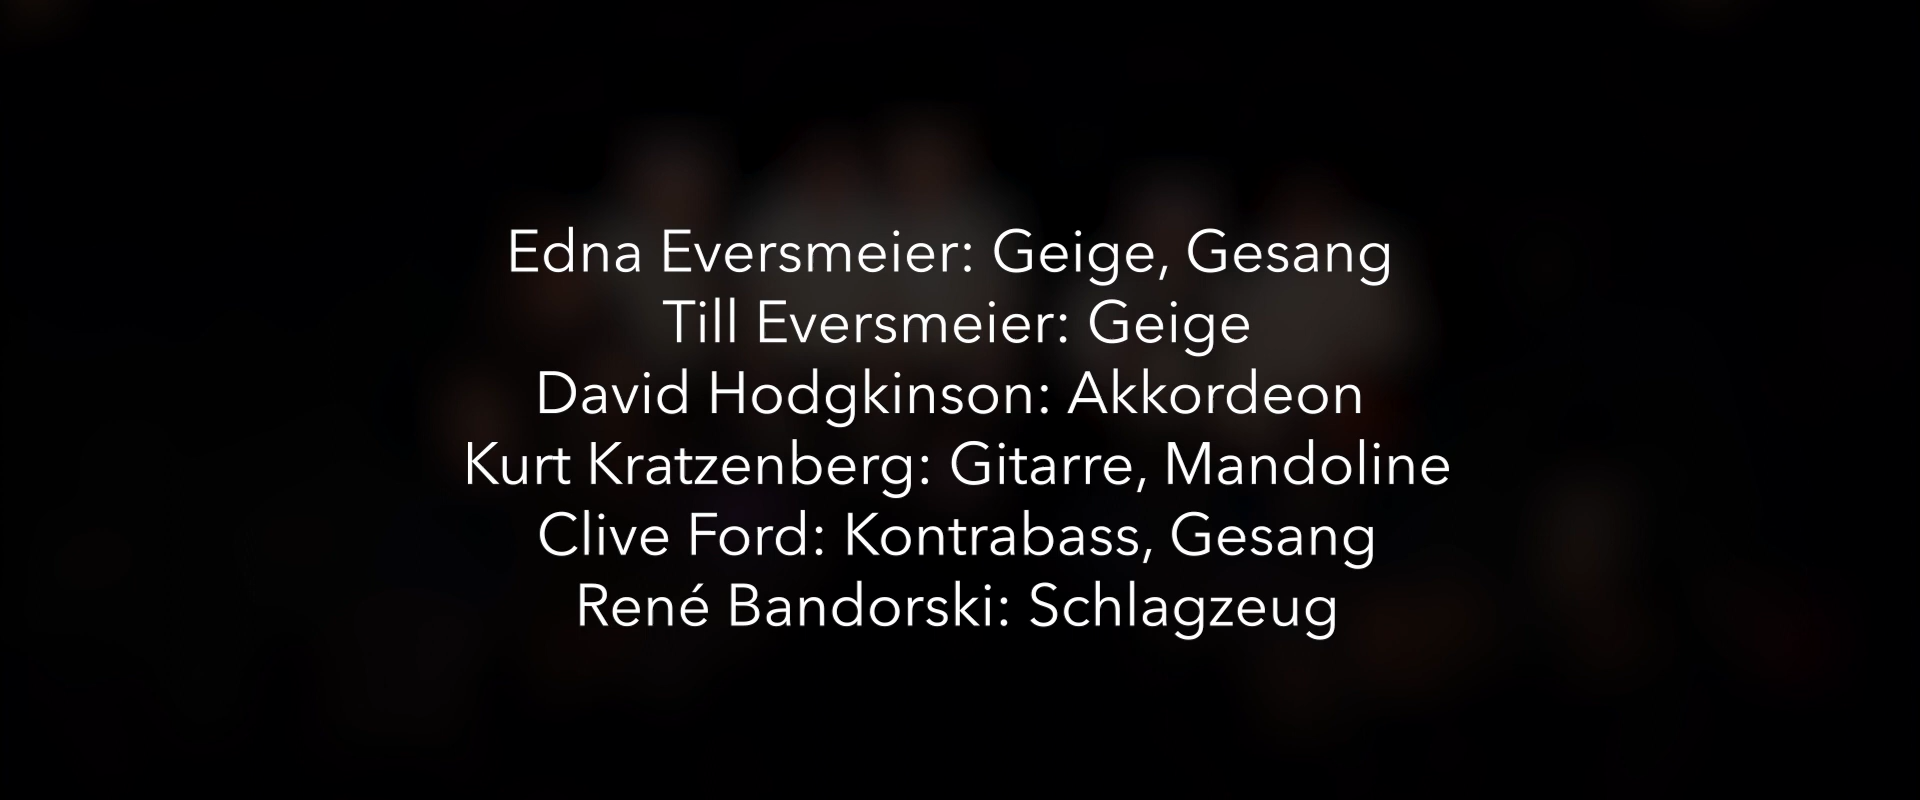 Edna Eversmeier: Geige, Gesang
Till Eversmeier: Geige
David Hodgkinson: Akkordeon
Kurt Kratzenberg: Gitarre, Mandoline
Clive Ford: Kontrabass, Gesang
René Bandorski: Schlagzeug